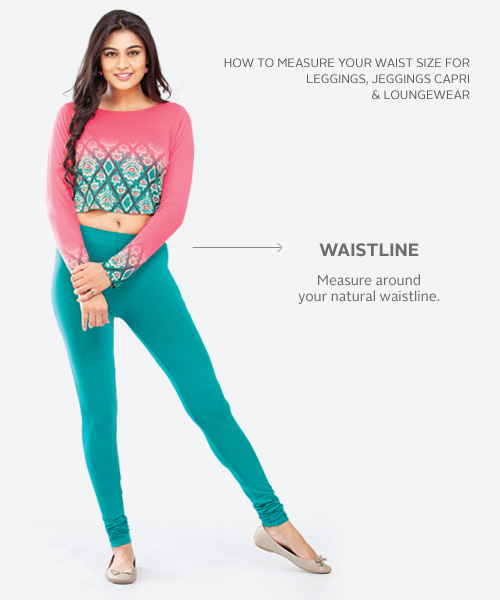 HOW TO MEASURE YOUR WAIST SIZE FOR
LEGGINGS, JEGGINGS CAPRI
& LOUNGEWEAR
WAISTLINE
Measure around
your natural waistline.